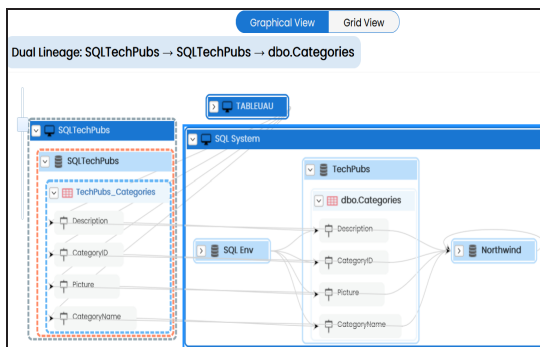 Graphical View
Grid View
Dual Lineage: SQLTechPubs → SQLTechPubs → dbo.Categories
TABLEUAU
SQLTechPubs
SQL System
SQLTechPubs
TechPubs
TechPubs_Categories
dbo.Categories
Description
Description
SQL Env
Northwind
CategoryID
CategoryID
Picture
Picture
CategoryName
CategoryName